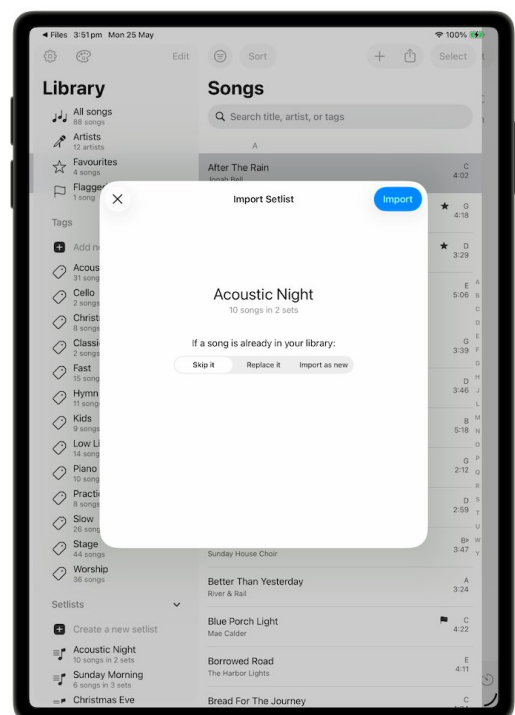 ◀ Files 3:51 pm Mon 25 May
100%
Edit
Sort
Select
Library
All songs
88 songs
Artists
12 artists
Favourites
4 songs
Flagge
1 song
Tags
Add n
Acous
31 song
Cello
2 songs
Christ
8 songs
Classi
2 songs
Fast
15 song
Hymn
11 song
Kids
9 songs
Low Li
14 song
Piano
10 song
Practi
8 songs
Slow
26 song
Stage
44 songs
Worship
36 songs
Setlists
Create a new setlist
Acoustic Night
10 songs in 2 sets
Sunday Morning
6 songs in 3 sets
Christmas Eve
Songs
Search title, artist, or tags
A
After The Rain
Jonah Bell
C
4:02
G
4:18
D
3:29
E
5:06
G
3:39
D
3:46
B
5:18
G
2:12
D
2:59
B♭
3:47
Sunday House Choir
Better Than Yesterday
River & Rail
A
3:24
Blue Porch Light
Mae Calder
C
4:22
Borrowed Road
The Harbor Lights
E
4:11
Bread For The Journey
C
A
B
C
D
E
F
G
H
J
L
M
N
O
P
Q
R
S
T
U
W
Y
Import Setlist
Import
Acoustic Night
10 songs in 2 sets
If a song is already in your library:
Skip it
Replace it
Import as new